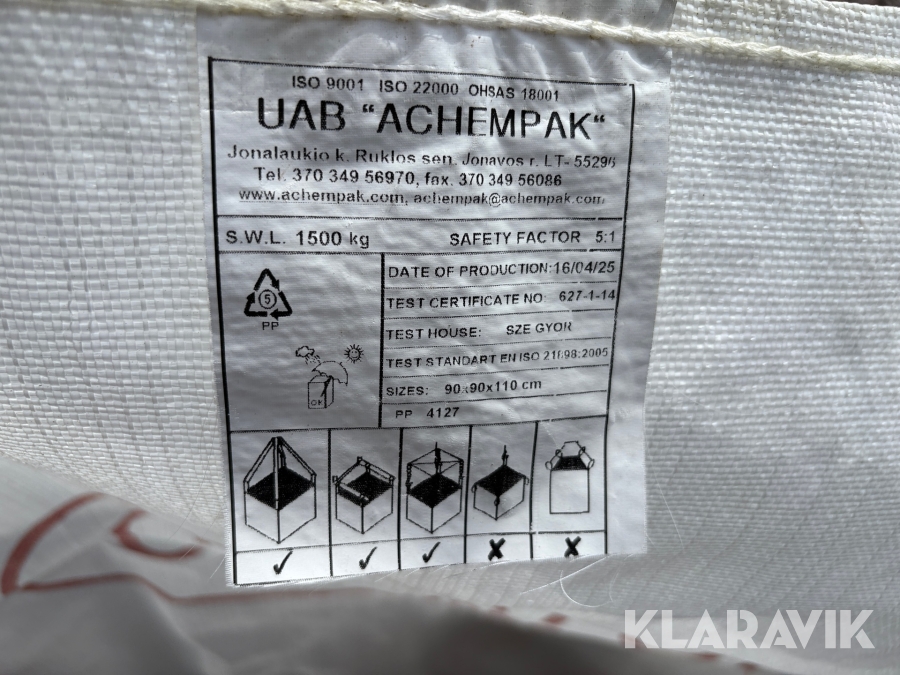 ISO 9001 ISO 22000 OHSAS 18001
UAB "ACHEMPAK"
Jonalaukio k. Ruklos sen. Jonavos r. LT- 55296
Tel. 370 349 56970, fax. 370 349 56086
www.achempak.com, achempak@achempak.com
S.W.L. 1500 kg SAFETY FACTOR 5:1
DATE OF PRODUCTION:16/04/25
TEST CERTIFICATE NO: 627-1-14
TEST HOUSE: SZE GYOR
TEST STANDART EN ISO 21898:2005
SIZES: 90x90x110 cm
PP 4127
5
PP
KLARAVIK